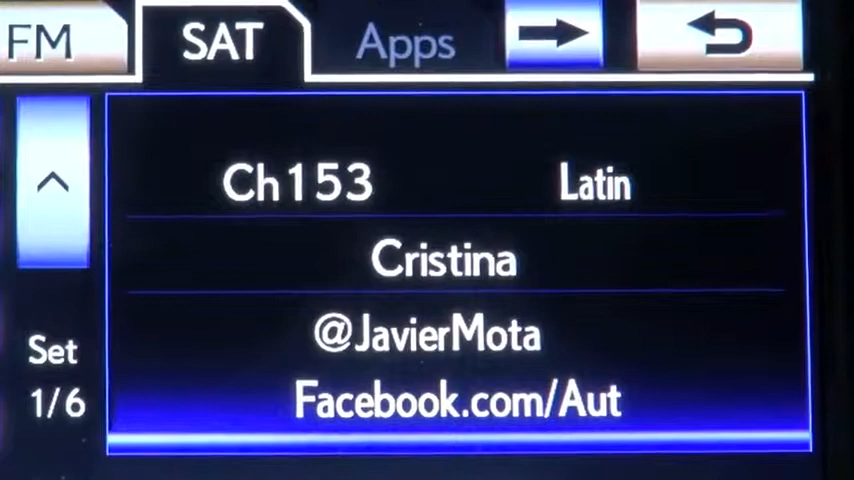 FM SAT Apps
Ch153 Latin
Cristina
@JavierMota
Set
1/6
Facebook.com/Aut